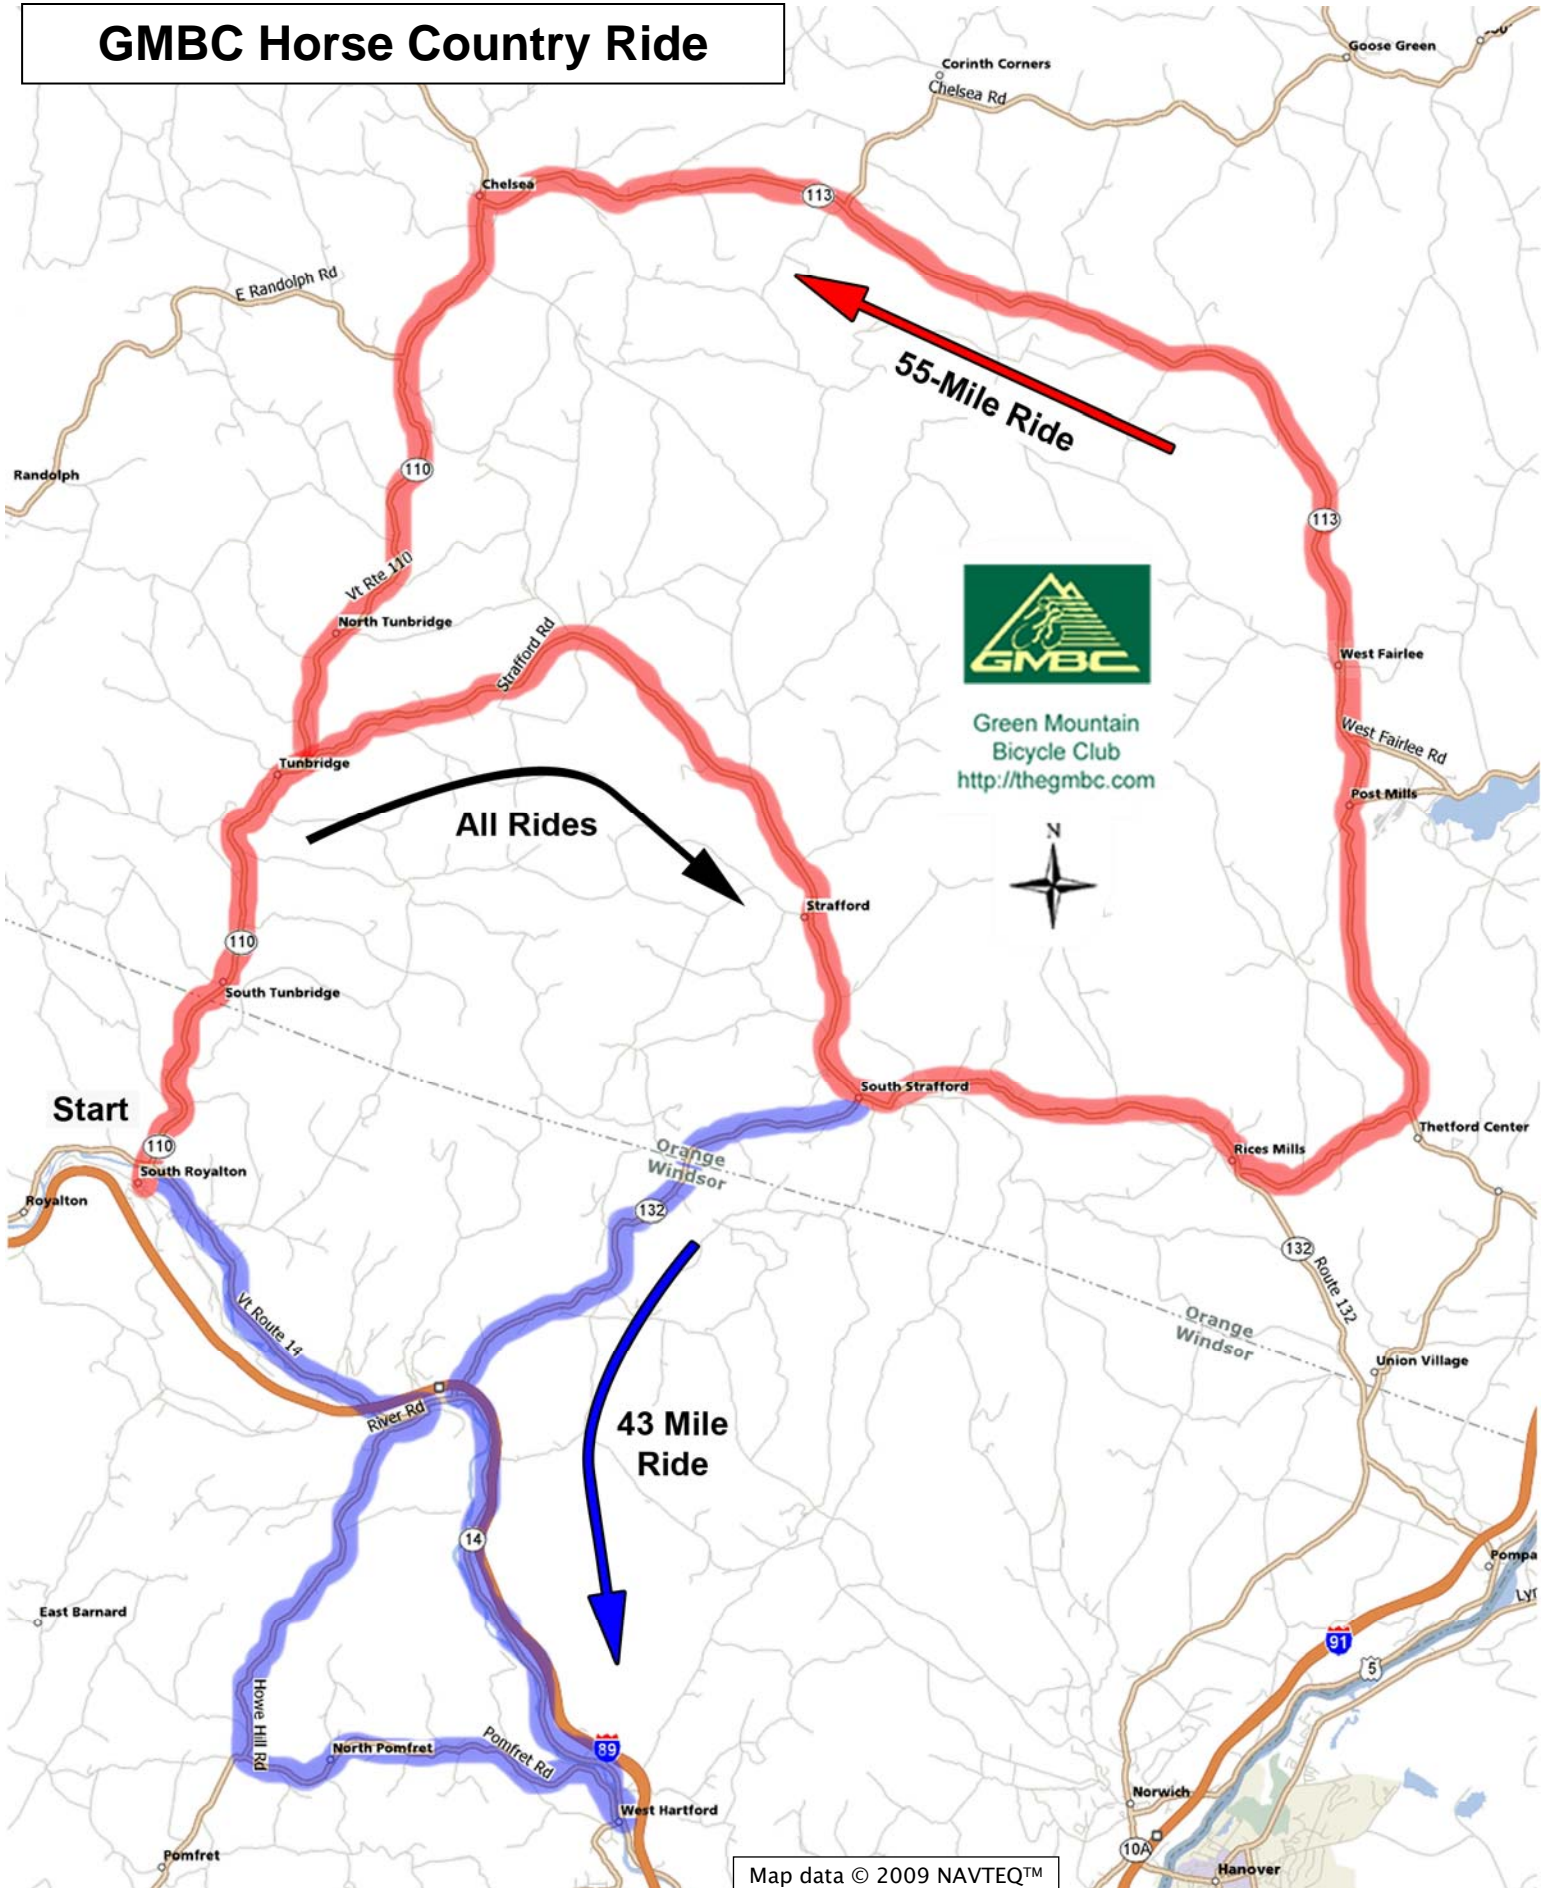 GMBC Horse Country Ride
Goose Green
Corinth Corners
Chelsea Rd
Chelsea
113
E Randolph Rd
55-Mile Ride
Randolph
110
113
Vt Rte 110
North Tunbridge
Strafford Rd
GMBC
West Fairlee
Green Mountain
Bicycle Club
http://thegmbc.com
West Fairlee Rd
Tunbridge
Post Mills
All Rides
N
Strafford
110
South Tunbridge
South Strafford
Start
110
Thetford Center
Orange
Windsor
Rices Mills
South Royalton
Royalton
132
132
Route 132
Vt Route 14
Orange
Windsor
Union Village
River Rd
43 Mile
Ride
14
Pompa
Lyr
East Barnard
91
5
Howe Hill Rd
North Pomfret
Pomfret Rd
89
Norwich
West Hartford
10A
Pomfret
Hanover
Map data © 2009 NAVTEQ™